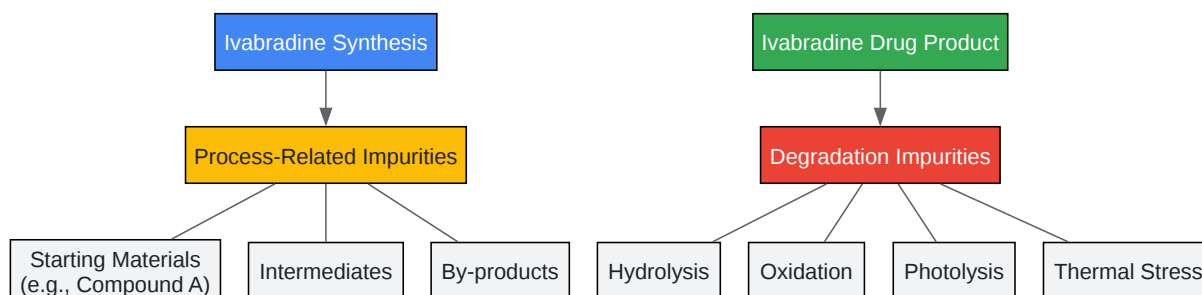 Ivabradine Synthesis
Ivabradine Drug Product
Process-Related Impurities
Degradation Impurities
Starting Materials
(e.g., Compound A)
Intermediates
By-products
Hydrolysis
Oxidation
Photolysis
Thermal Stress